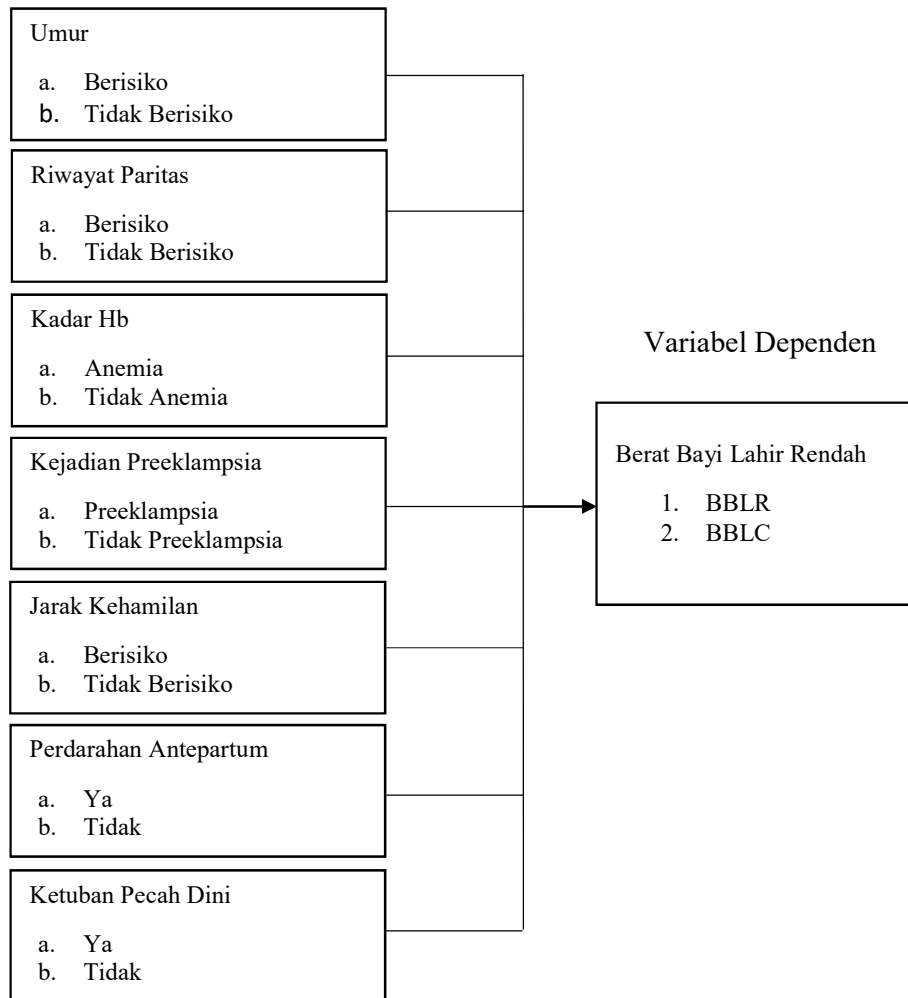 Umur
a. Berisiko
b. Tidak Berisiko
Riwayat Paritas
a. Berisiko
b. Tidak Berisiko
Kadar Hb
a. Anemia
b. Tidak Anemia
Kejadian Preeklampsia
a. Preeklampsia
b. Tidak Preeklampsia
Jarak Kehamilan
a. Berisiko
b. Tidak Berisiko
Perdarahan Antepartum
a. Ya
b. Tidak
Ketuban Pecah Dini
a. Ya
b. Tidak
Variabel Dependen
Berat Bayi Lahir Rendah
1. BBLR
2. BBLC